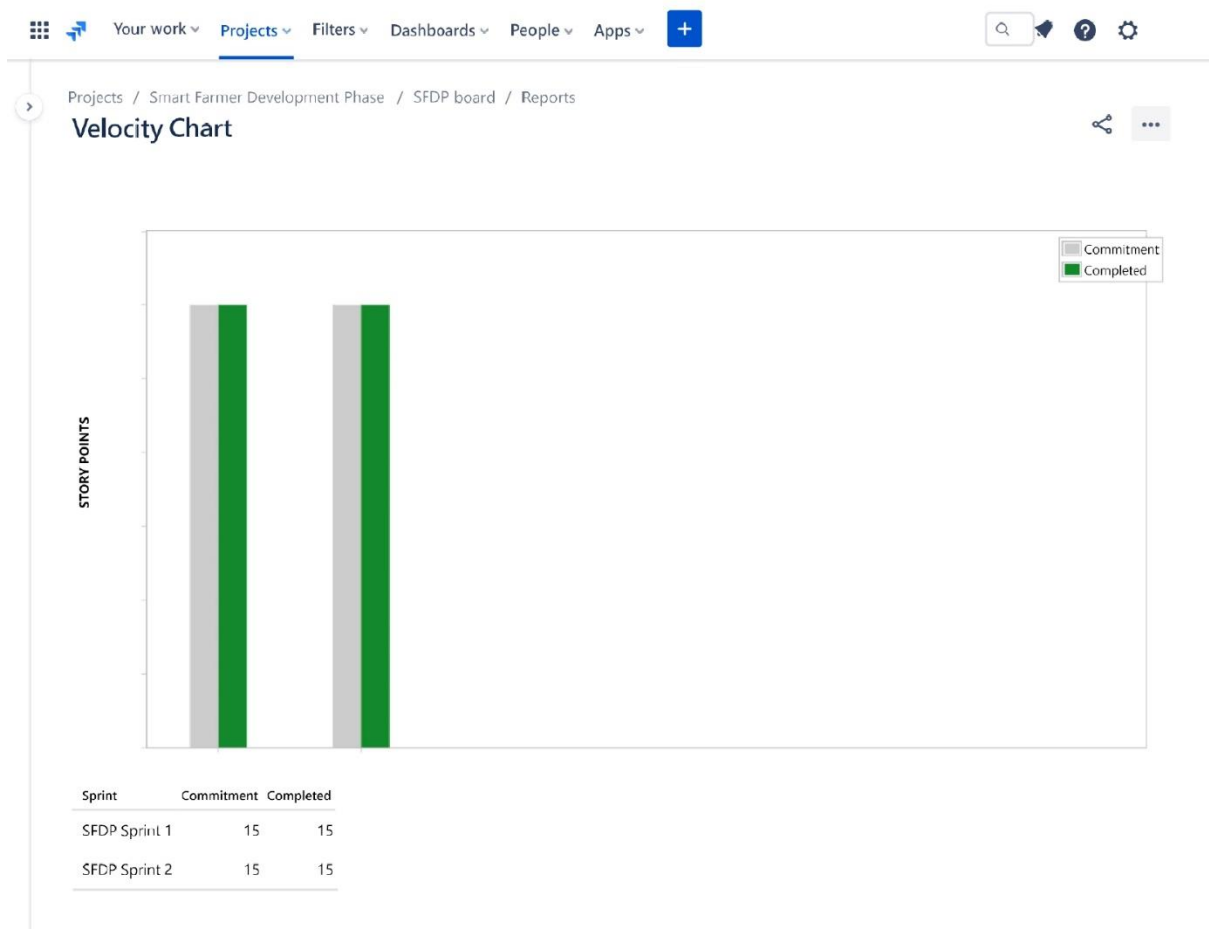 Your work Projects Filters Dashboards People Apps +
Projects / Smart Farmer Development Phase / SFDP board / Reports
Velocity Chart
Commitment
Completed
STORY POINTS
Sprint Commitment Completed
SFDP Sprint 1 15 15
SFDP Sprint 2 15 15